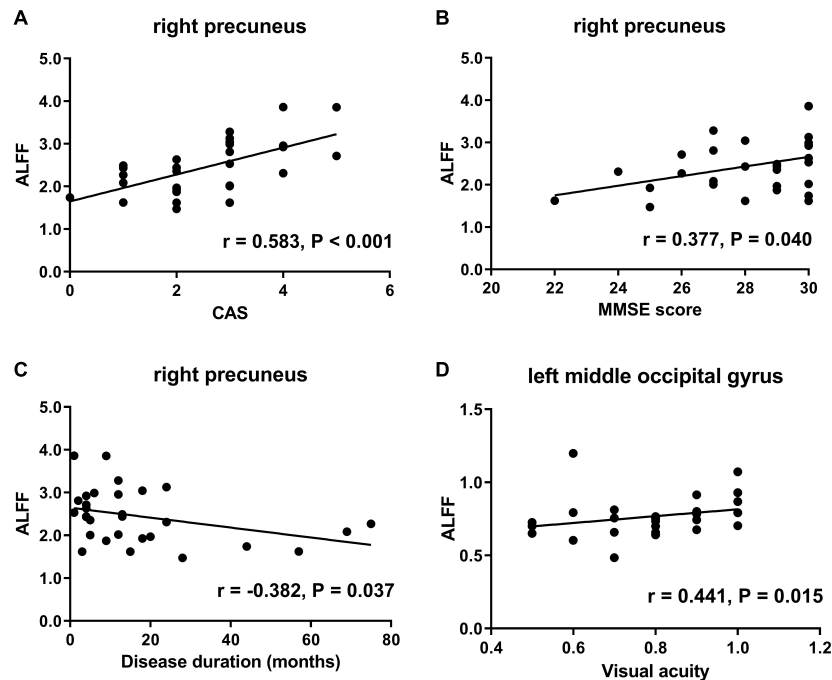 A
right precuneus
5.0
4.0
3.0
2.0
1.0
0.0
ALFF
r = 0.583, P < 0.001
0 2 4 6
CAS
B
right precuneus
5.0
4.0
3.0
2.0
1.0
0.0
ALFF
r = 0.377, P = 0.040
20 22 24 26 28 30
MMSE score
C
right precuneus
5.0
4.0
3.0
2.0
1.0
0.0
ALFF
r = -0.382, P = 0.037
0 20 40 60 80
Disease duration (months)
D
left middle occipital gyrus
1.5
1.0
0.5
0.0
ALFF
r = 0.441, P = 0.015
0.4 0.6 0.8 1.0 1.2
Visual acuity